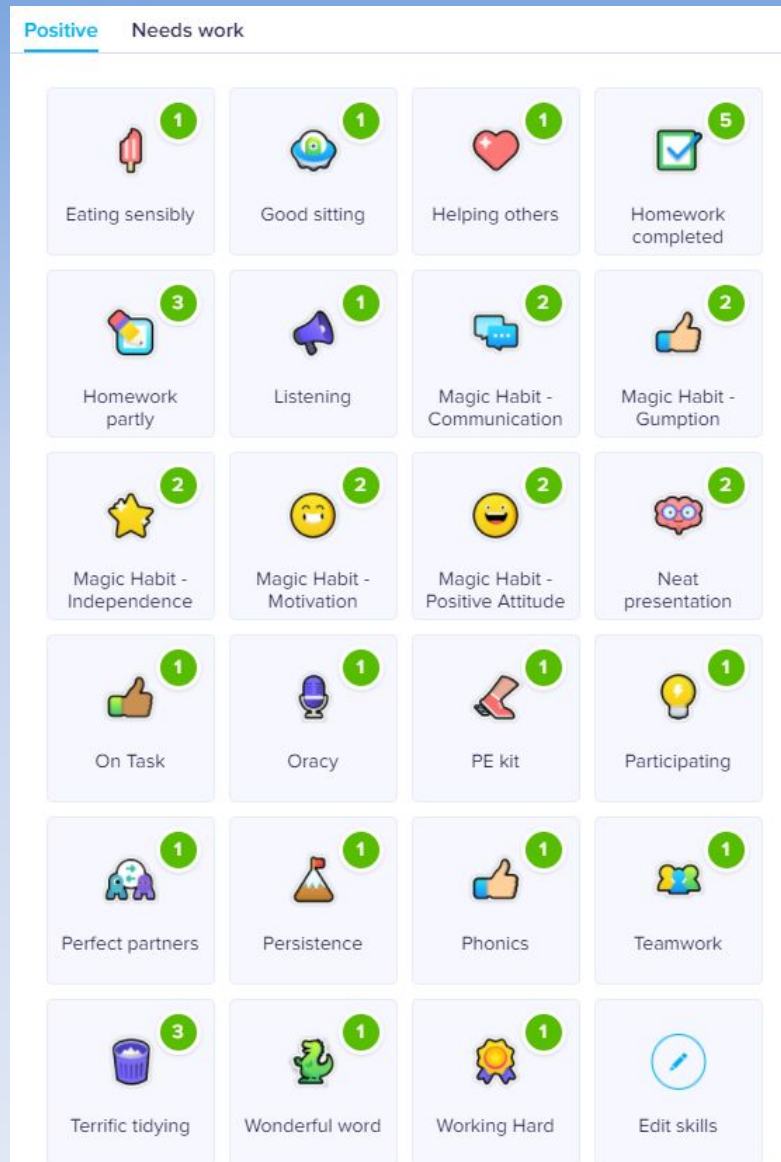 Positive Needs work
1 1 1 5
Eating sensibly Good sitting Helping others Homework
completed
3 1 2 2
Homework
partly
Listening
Magic Habit -
Communication
Magic Habit -
Gumption
2 2 2 2
Magic Habit -
Independence
Magic Habit -
Motivation
Magic Habit -
Positive Attitude
Neat
presentation
1 1 1 1
On Task Oracy PE kit Participating
1 1 1 1
Perfect partners Persistence Phonics Teamwork
3 1 1
Terrific tidying Wonderful word Working Hard Edit skills